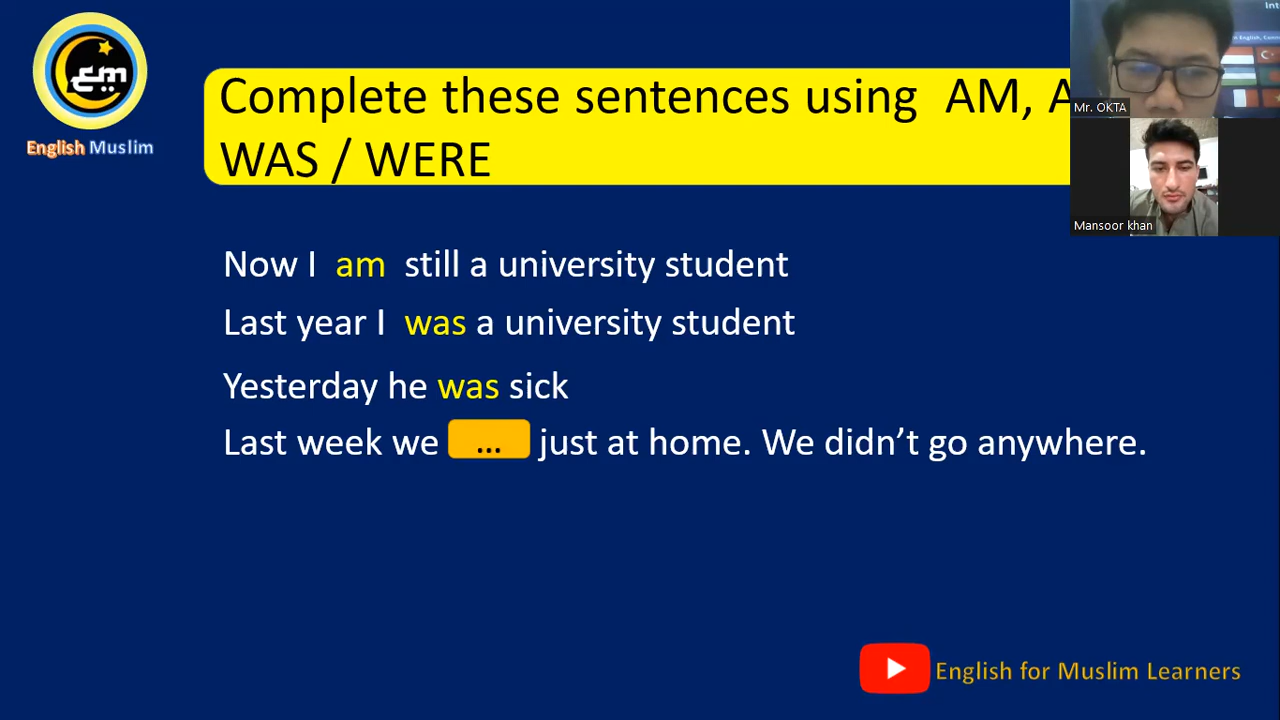 Complete these sentences using AM, A
WAS / WERE
English Muslim
Mr. OKTA
Mansoor khan
Now I am still a university student
Last year I was a university student
Yesterday he was sick
Last week we ... just at home. We didn’t go anywhere.
English for Muslim Learners